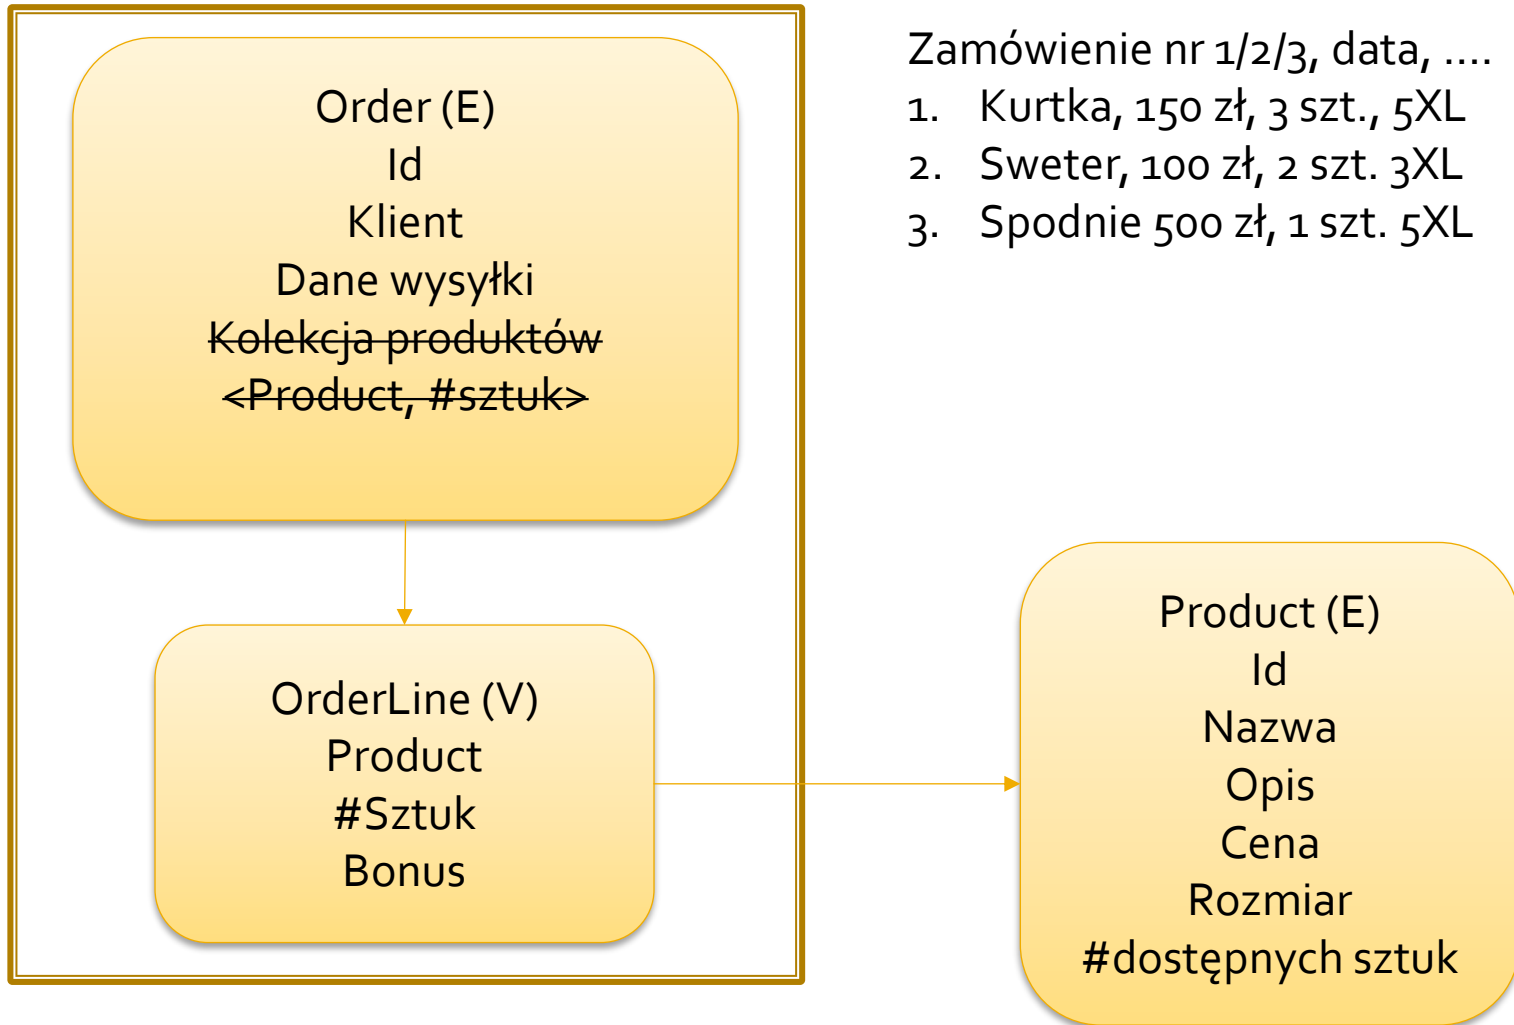 Order (E)
Id
Klient
Dane wysyłki
Kolekcja produktów
<Product, #sztuk>
Zamówienie nr 1/2/3, data, ....
1. Kurtka, 150 zł, 3 szt., 5XL
2. Sweter, 100 zł, 2 szt. 3XL
3. Spodnie 500 zł, 1 szt. 5XL
OrderLine (V)
Product
#Sztuk
Bonus
Product (E)
Id
Nazwa
Opis
Cena
Rozmiar
#dostępnych sztuk